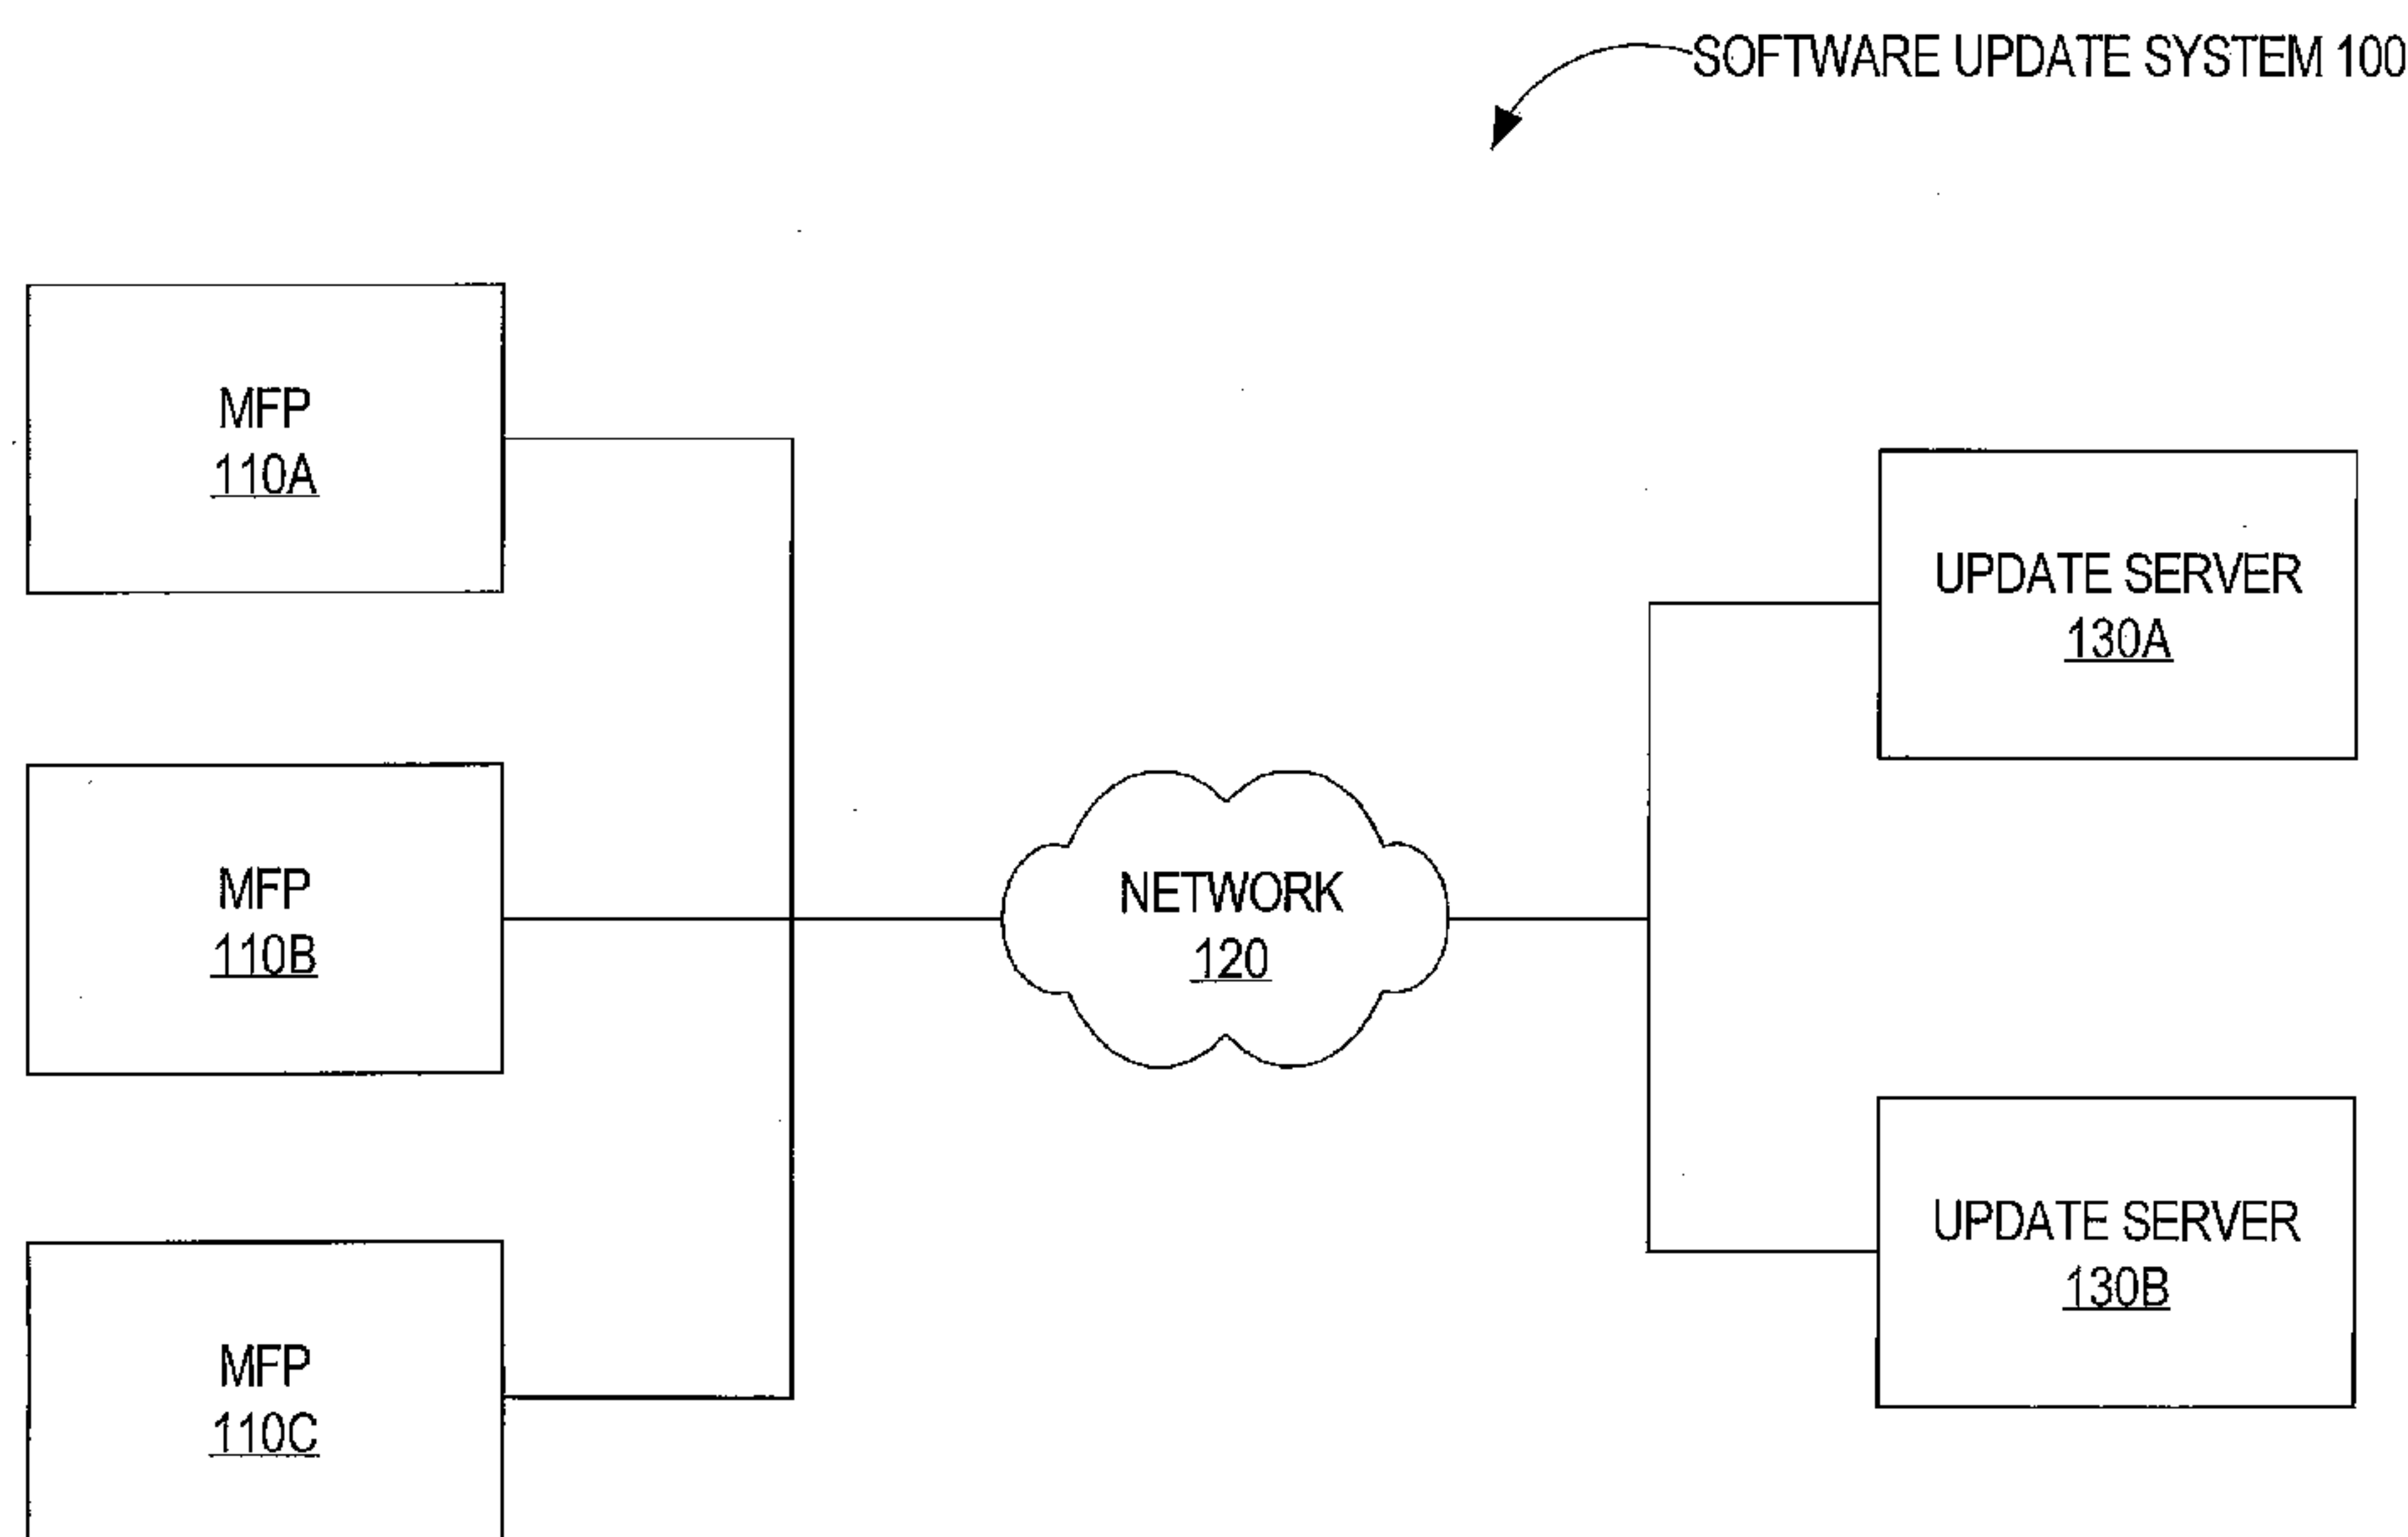 SOFTWARE UPDATE SYSTEM 100
MFP
110A
UPDATE SERVER
130A
MFP
110B
NETWORK
120
UPDATE SERVER
130B
MFP
110C